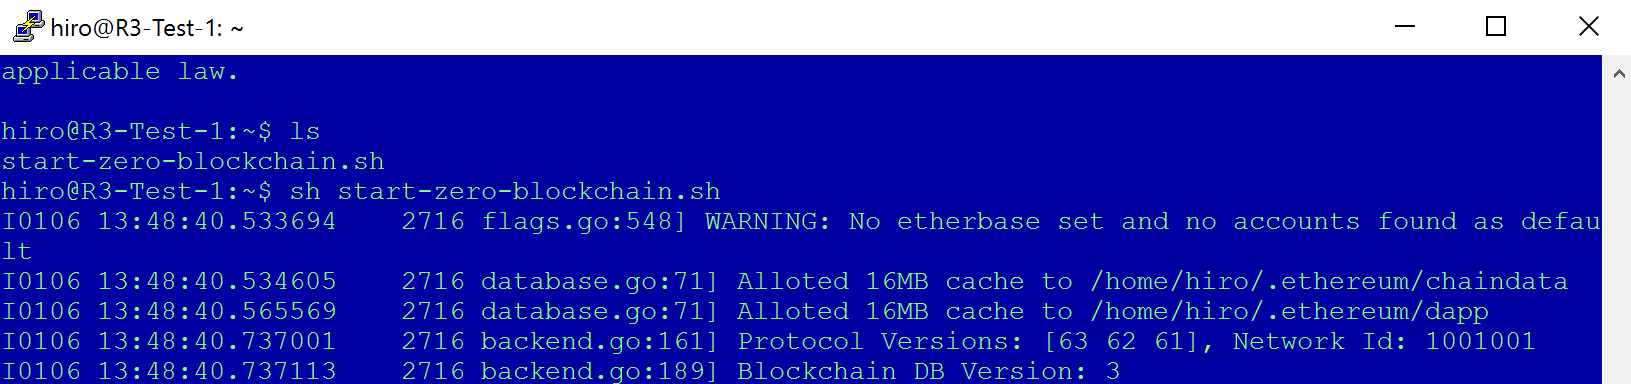 hiro@R3-Test-1: ~
applicable law.
hiro@R3-Test-1:~$ ls
start-zero-blockchain.sh
hiro@R3-Test-1:~$ sh start-zero-blockchain.sh
I0106 13:48:40.533694    2716 flags.go:548] WARNING: No etherbase set and no accounts found as defau
lt
I0106 13:48:40.534605    2716 database.go:71] Alloted 16MB cache to /home/hiro/.ethereum/chaindata
I0106 13:48:40.565569    2716 database.go:71] Alloted 16MB cache to /home/hiro/.ethereum/dapp
I0106 13:48:40.737001    2716 backend.go:161] Protocol Versions: [63 62 61], Network Id: 1001001
I0106 13:48:40.737113    2716 backend.go:189] Blockchain DB Version: 3